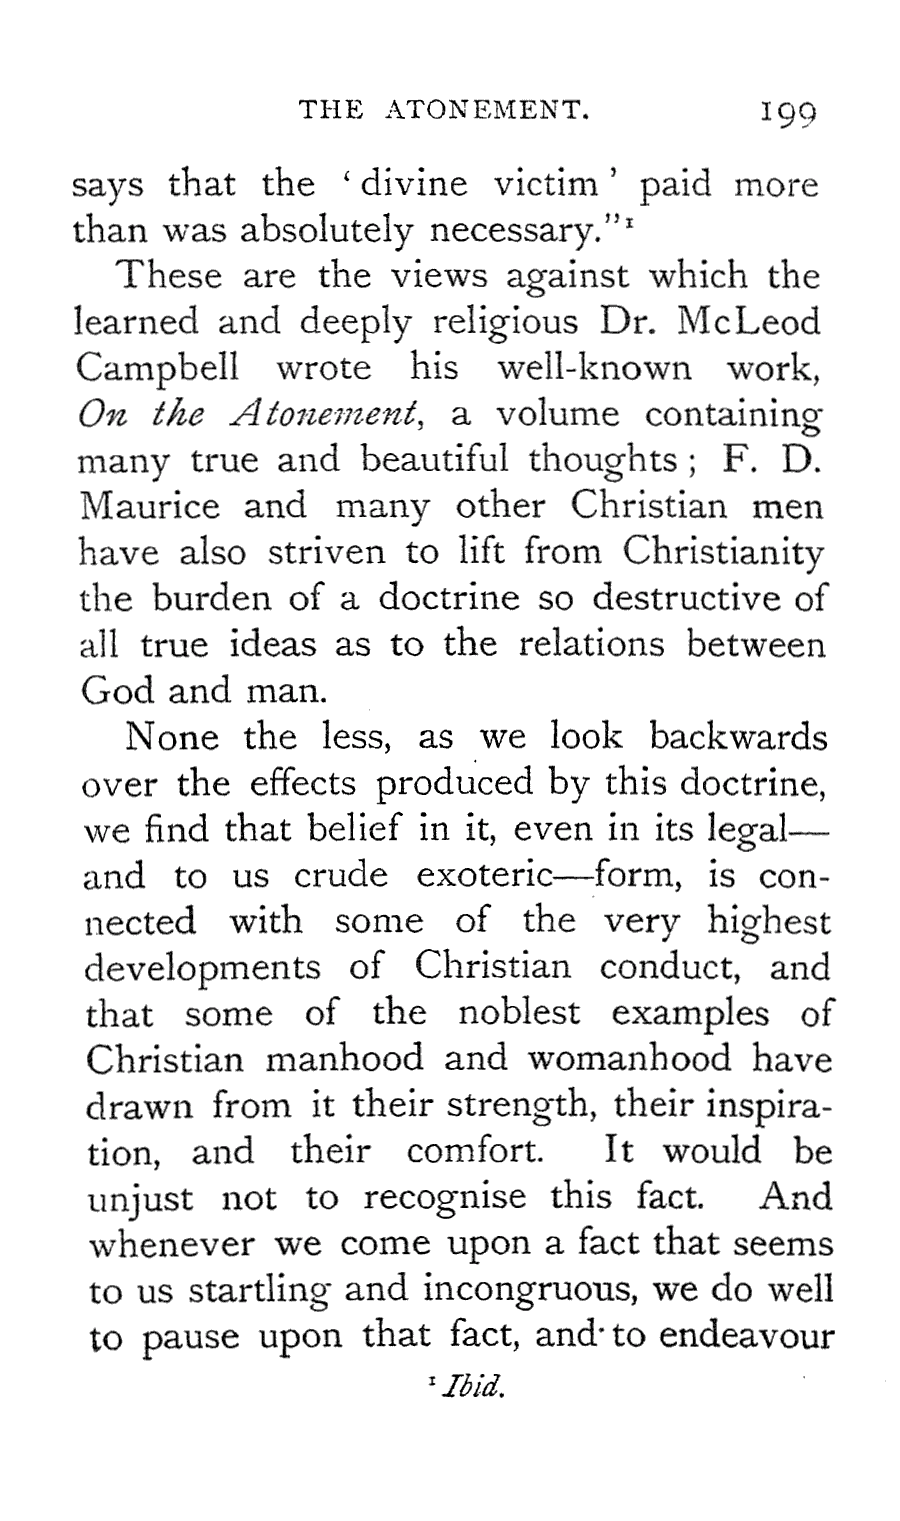 THE ATONEMENT. 199
says that the ‘ divine victim ’ paid more
than was absolutely necessary.”¹
These are the views against which the
learned and deeply religious Dr. McLeod
Campbell wrote his well-known work,
On the Atonement, a volume containing
many true and beautiful thoughts ; F. D.
Maurice and many other Christian men
have also striven to lift from Christianity
the burden of a doctrine so destructive of
all true ideas as to the relations between
God and man.
None the less, as we look backwards
over the effects produced by this doctrine,
we find that belief in it, even in its legal—
and to us crude exoteric—form, is con-
nected with some of the very highest
developments of Christian conduct, and
that some of the noblest examples of
Christian manhood and womanhood have
drawn from it their strength, their inspira-
tion, and their comfort. It would be
unjust not to recognise this fact. And
whenever we come upon a fact that seems
to us startling and incongruous, we do well
to pause upon that fact, and to endeavour
¹ Ibid.